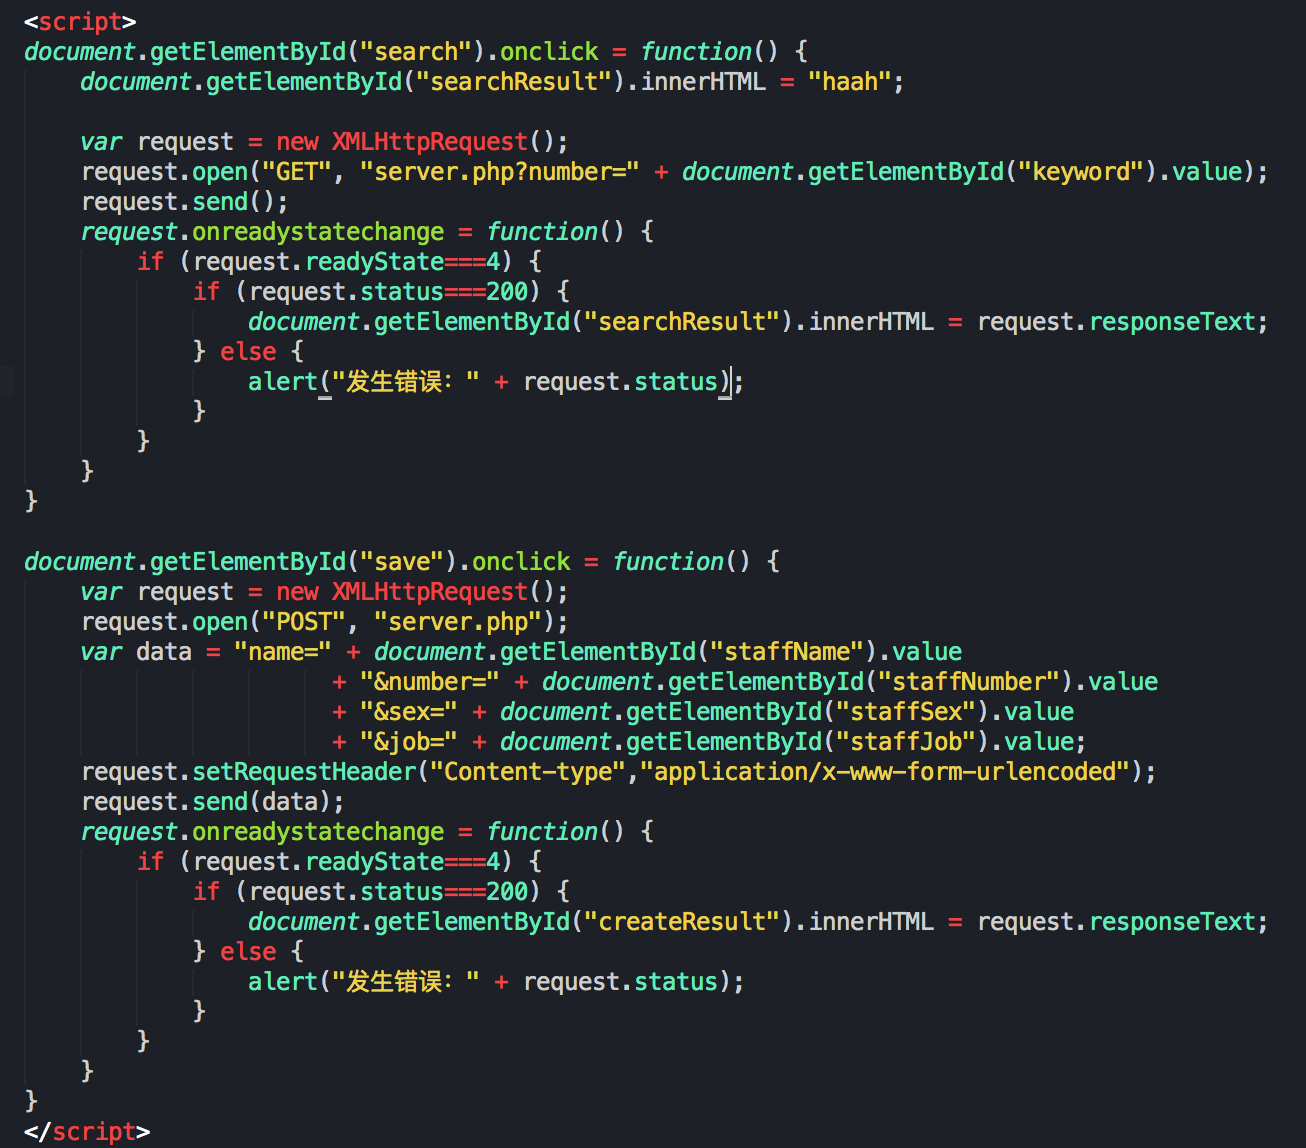 <script>
document.getElementById("search").onclick = function() {
    document.getElementById("searchResult").innerHTML = "haah";

    var request = new XMLHttpRequest();
    request.open("GET", "server.php?number=" + document.getElementById("keyword").value);
    request.send();
    request.onreadystatechange = function() {
        if (request.readyState===4) {
            if (request.status===200) {
                document.getElementById("searchResult").innerHTML = request.responseText;
            } else {
                alert("发生错误：" + request.status);
            }
        }
    }
}

document.getElementById("save").onclick = function() {
    var request = new XMLHttpRequest();
    request.open("POST", "server.php");
    var data = "name=" + document.getElementById("staffName").value
                      + "&number=" + document.getElementById("staffNumber").value
                      + "&sex=" + document.getElementById("staffSex").value
                      + "&job=" + document.getElementById("staffJob").value;
    request.setRequestHeader("Content-type","application/x-www-form-urlencoded");
    request.send(data);
    request.onreadystatechange = function() {
        if (request.readyState===4) {
            if (request.status===200) {
                document.getElementById("createResult").innerHTML = request.responseText;
            } else {
                alert("发生错误：" + request.status);
            }
        }
    }
}
</script>